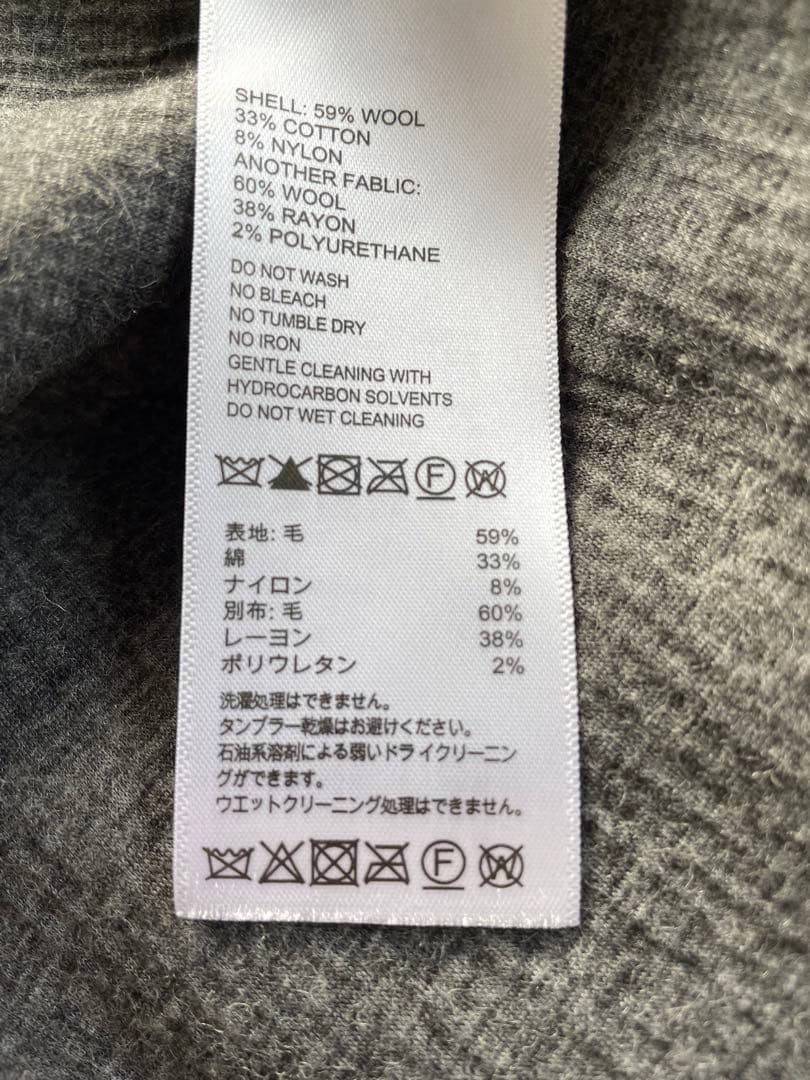 SHELL: 59% WOOL
33% COTTON
8% NYLON
ANOTHER FABLIC:
60% WOOL
38% RAYON
2% POLYURETHANE
DO NOT WASH
NO BLEACH
NO TUMBLE DRY
NO IRON
GENTLE CLEANING WITH
HYDROCARBON SOLVENTS
DO NOT WET CLEANING
F W
表地: 毛 59%
綿 33%
ナイロン 8%
別布: 毛 60%
レーヨン 38%
ポリウレタン 2%
洗濯処理はできません。
タンブラー乾燥はお避けください。
石油系溶剤による弱いドライクリーニン
グができます。
ウエットクリーニング処理はできません。
F W